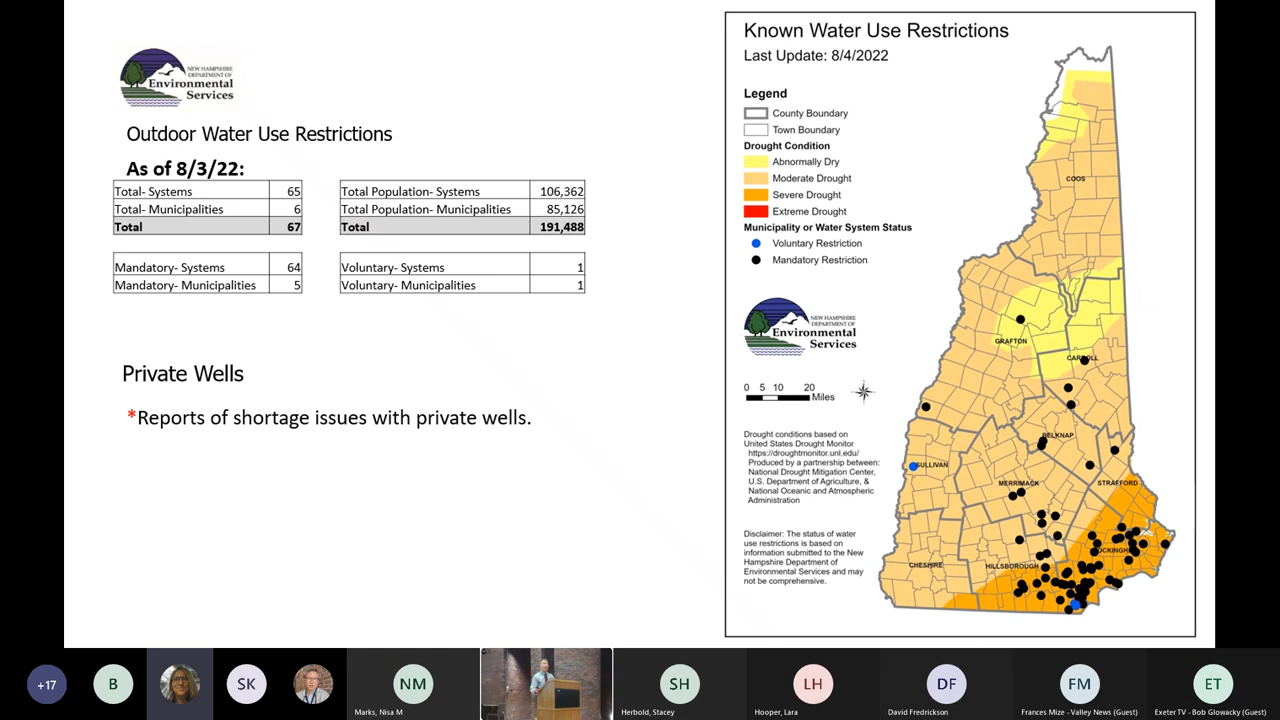 NEW HAMPSHIRE
DEPARTMENT OF
Environmental
Services
Outdoor Water Use Restrictions
As of 8/3/22:
Total- Systems 65
Total- Municipalities 6
Total 67
Total Population- Systems 106,362
Total Population- Municipalities 85,126
Total 191,488
Mandatory- Systems 64
Mandatory- Municipalities 5
Voluntary- Systems 1
Voluntary- Municipalities 1
Private Wells
*Reports of shortage issues with private wells.
Known Water Use Restrictions
Last Update: 8/4/2022
Legend
County Boundary
Town Boundary
Drought Condition
Abnormally Dry
Moderate Drought
Severe Drought
Extreme Drought
Municipality or Water System Status
Voluntary Restriction
Mandatory Restriction
NEW HAMPSHIRE
DEPARTMENT OF
Environmental
Services
0 5 10 20
Miles
Drought conditions based on
United States Drought Monitor
https://droughtmonitor.unl.edu/
Produced by a partnership between:
National Drought Mitigation Center,
U.S. Department of Agriculture, &
National Oceanic and Atmospheric
Administration
Disclaimer: The status of water
use restrictions is based on
information submitted to the New
Hampshire Department of
Environmental Services and may
not be comprehensive.
COOS
GRAFTON
CARROLL
BELKNAP
SULLIVAN
MERRIMACK
STRAFFORD
ROCKINGHAM
CHESHIRE
HILLSBOROUGH
+17
B
SK
NM
Marks, Nisa M
SH
Herbold, Stacey
LH
Hooper, Lara
DF
David Fredrickson
FM
Frances Mize - Valley News (Guest)
ET
Exeter TV - Bob Glowacky (Guest)